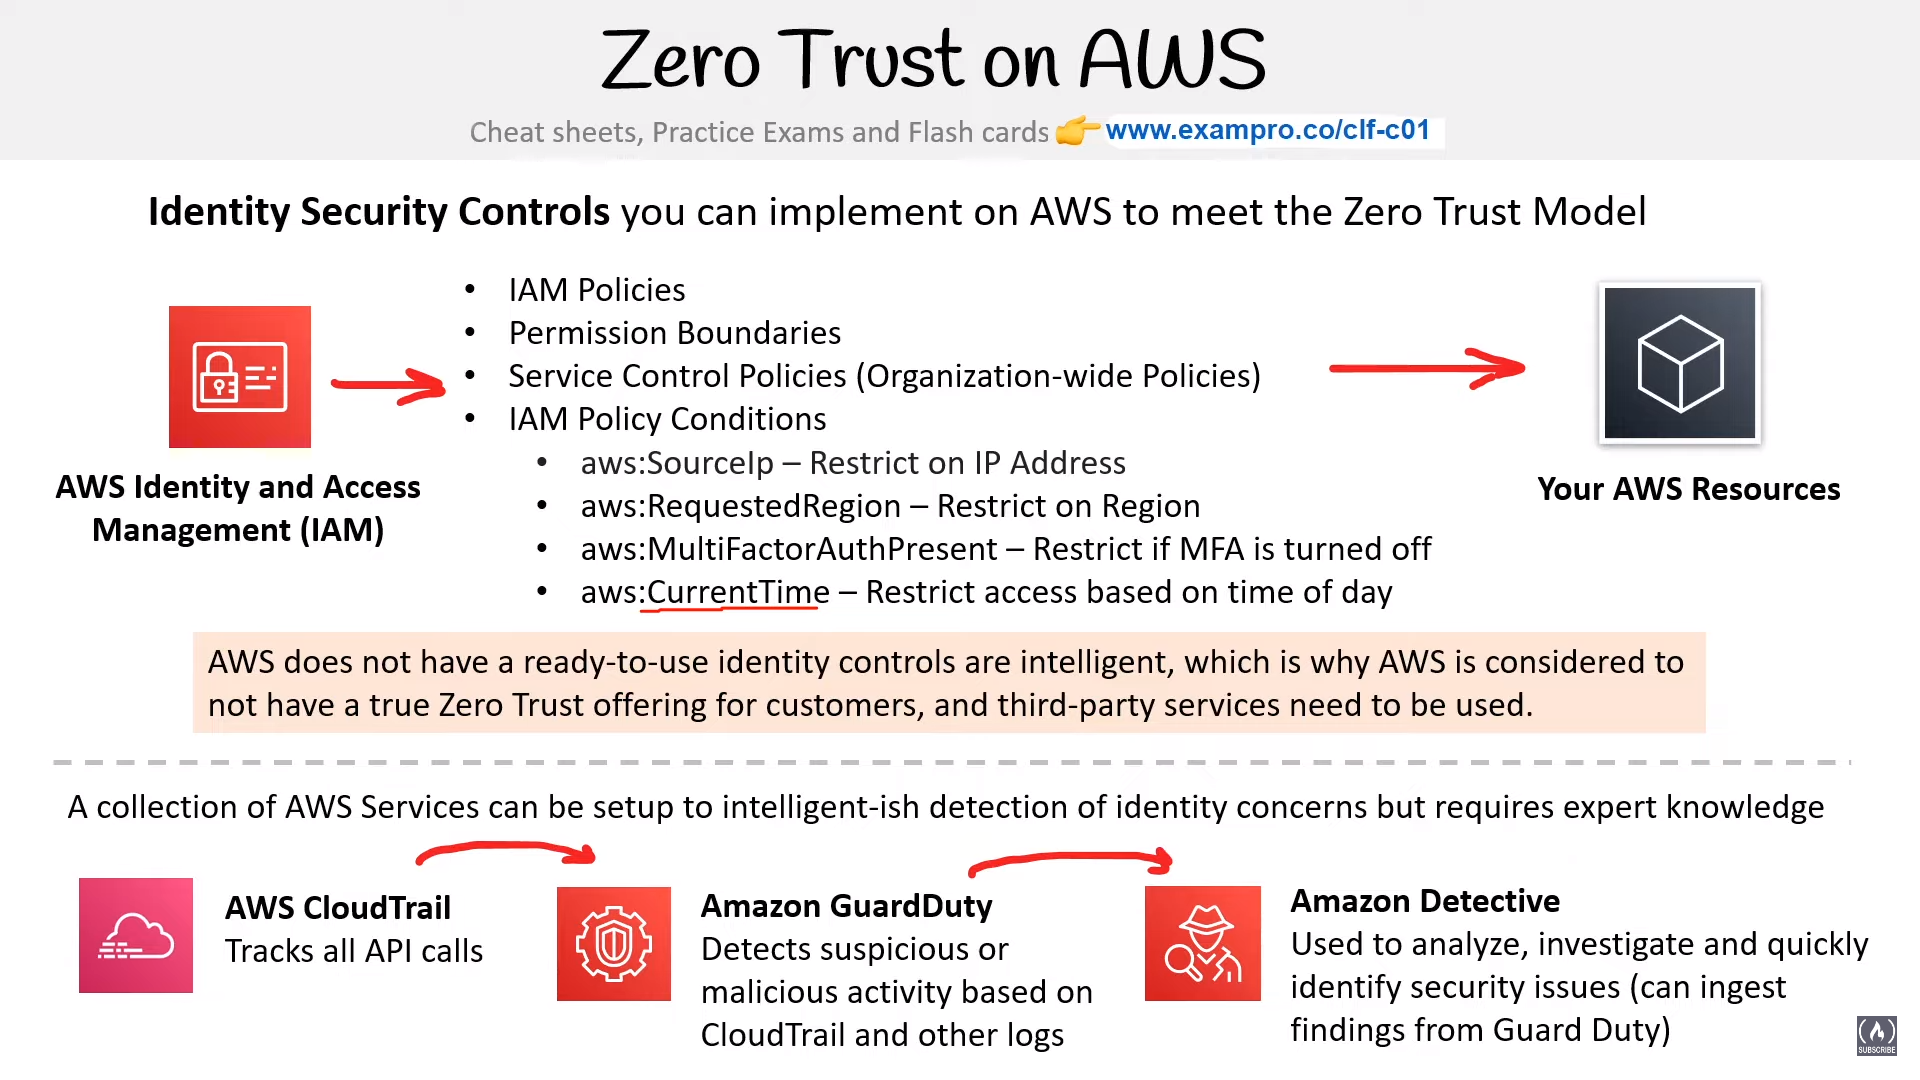 Zero Trust on AWS
Cheat sheets, Practice Exams and Flash cards 👉 www.exampro.co/clf-c01
Identity Security Controls you can implement on AWS to meet the Zero Trust Model
• IAM Policies
• Permission Boundaries
• Service Control Policies (Organization-wide Policies)
• IAM Policy Conditions
• aws:SourceIp – Restrict on IP Address
• aws:RequestedRegion – Restrict on Region
• aws:MultiFactorAuthPresent – Restrict if MFA is turned off
• aws:CurrentTime – Restrict access based on time of day
AWS Identity and Access
Management (IAM)
Your AWS Resources
AWS does not have a ready-to-use identity controls are intelligent, which is why AWS is considered to
not have a true Zero Trust offering for customers, and third-party services need to be used.
A collection of AWS Services can be setup to intelligent-ish detection of identity concerns but requires expert knowledge
AWS CloudTrail
Tracks all API calls
Amazon GuardDuty
Detects suspicious or
malicious activity based on
CloudTrail and other logs
Amazon Detective
Used to analyze, investigate and quickly
identify security issues (can ingest
findings from Guard Duty)
SUBSCRIBE